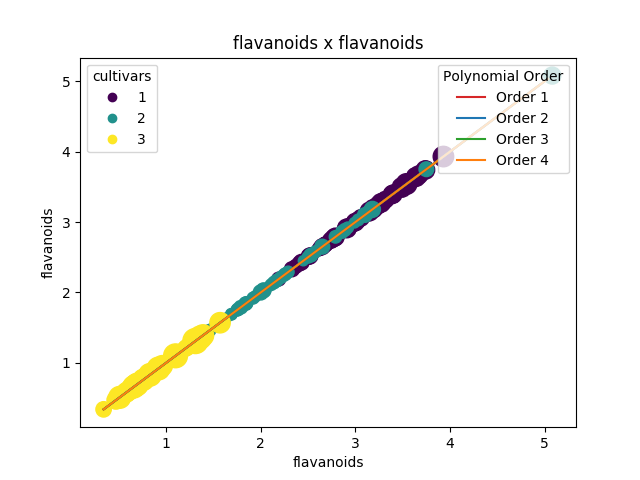 flavanoids x flavanoids
cultivars
1
2
3
Polynomial Order
Order 1
Order 2
Order 3
Order 4
5
4
3
2
1
flavanoids
1
2
3
4
5
flavanoids